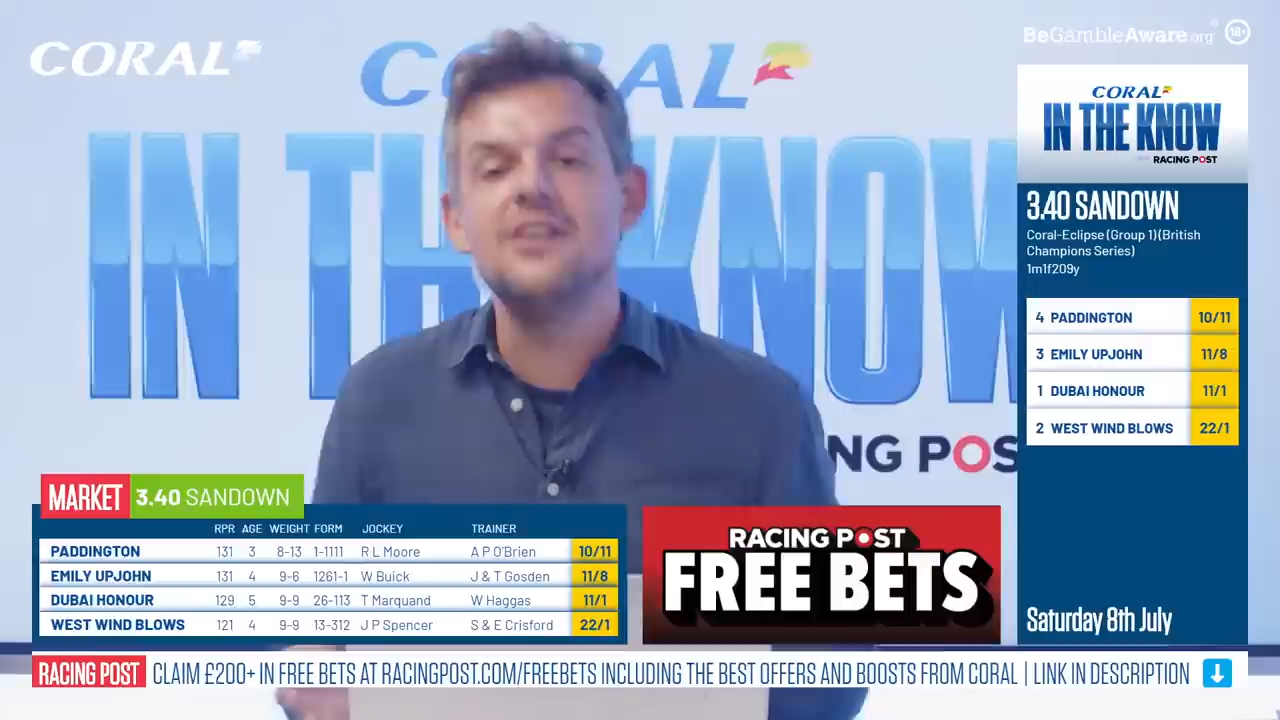 CORAL
CORAL
BeGambleAware.org 18+
IN THE KNOW
NG POS
CORAL
IN THE KNOW
RACING POST
3.40 SANDOWN
Coral-Eclipse (Group 1) (British
Champions Series)
1m1f209y
4 PADDINGTON 10/11
3 EMILY UPJOHN 11/8
1 DUBAI HONOUR 11/1
2 WEST WIND BLOWS 22/1
Saturday 8th July
MARKET 3.40 SANDOWN
RPR AGE WEIGHT FORM JOCKEY TRAINER
PADDINGTON 131 3 8-13 1-1111 R L Moore A P O'Brien 10/11
EMILY UPJOHN 131 4 9-6 1261-1 W Buick J & T Gosden 11/8
DUBAI HONOUR 129 5 9-9 26-113 T Marquand W Haggas 11/1
WEST WIND BLOWS 121 4 9-9 13-312 J P Spencer S & E Crisford 22/1
RACING POST
FREE BETS
RACING POST CLAIM £200+ IN FREE BETS AT RACINGPOST.COM/FREEBETS INCLUDING THE BEST OFFERS AND BOOSTS FROM CORAL | LINK IN DESCRIPTION